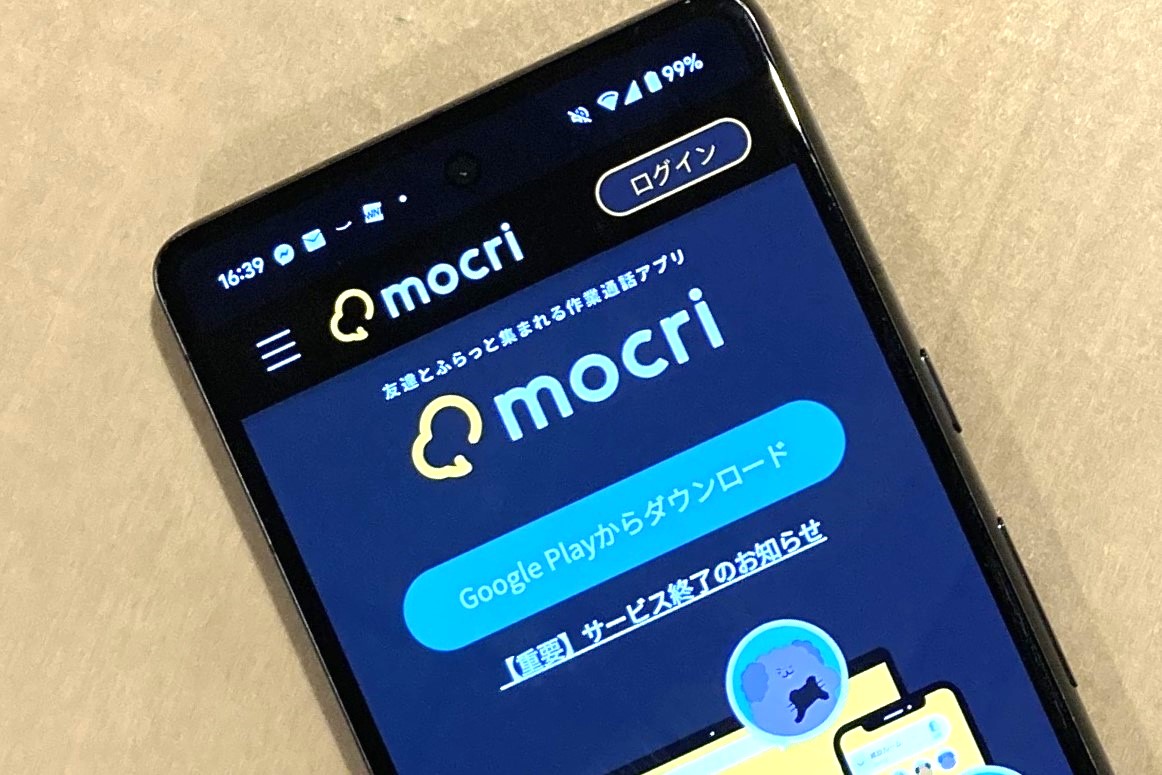 16:39
99%
ログイン
mocri
友達とふらっと集まれる作業通話アプリ
mocri
Google Playからダウンロード
【重要】サービス終了のお知らせ